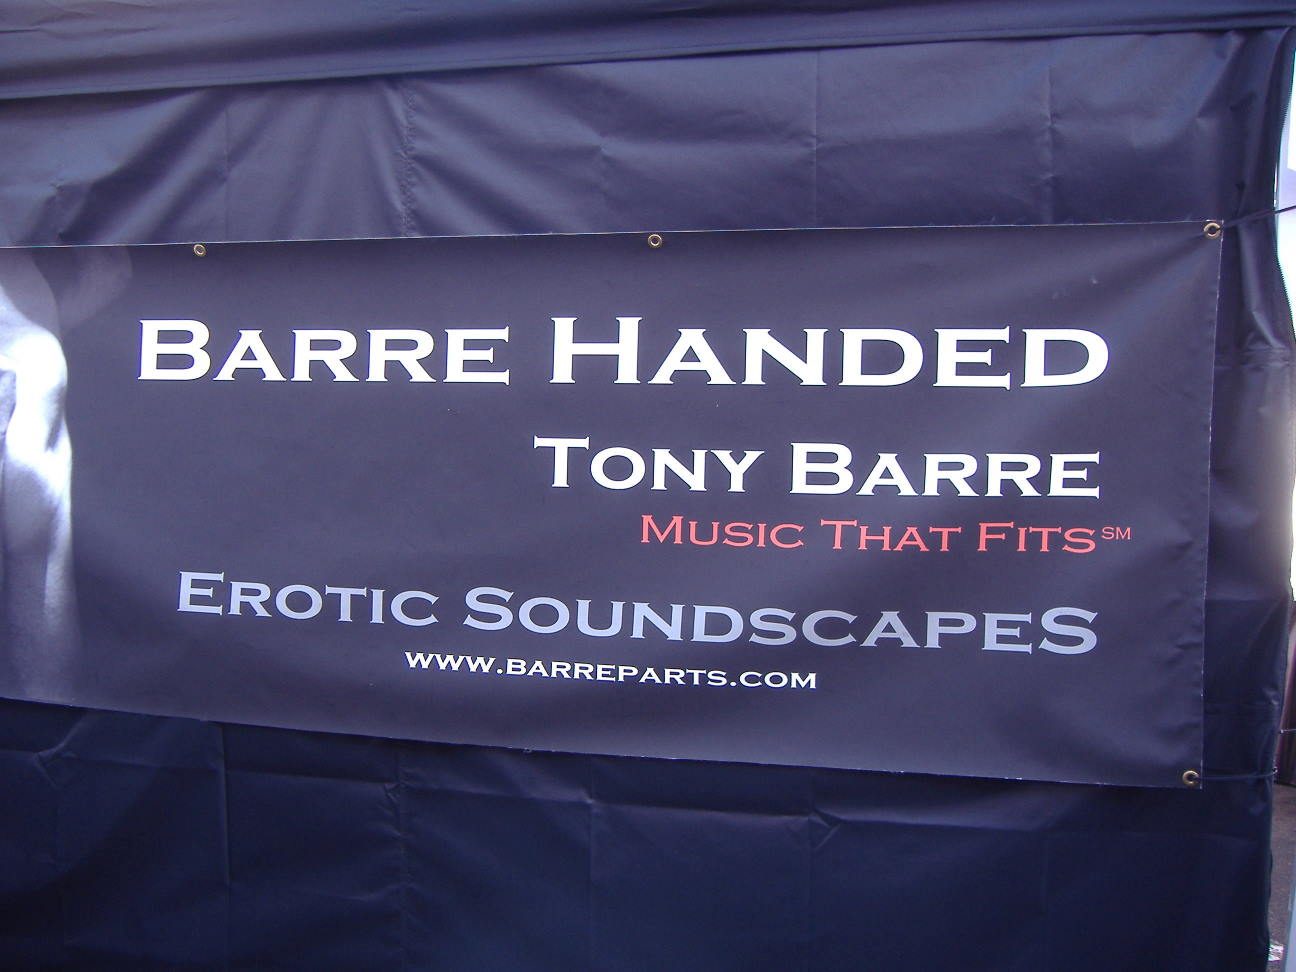 BARRE HANDED
TONY BARRE
MUSIC THAT FITS℠
EROTIC SOUNDSCAPES
WWW.BARREPARTS.COM